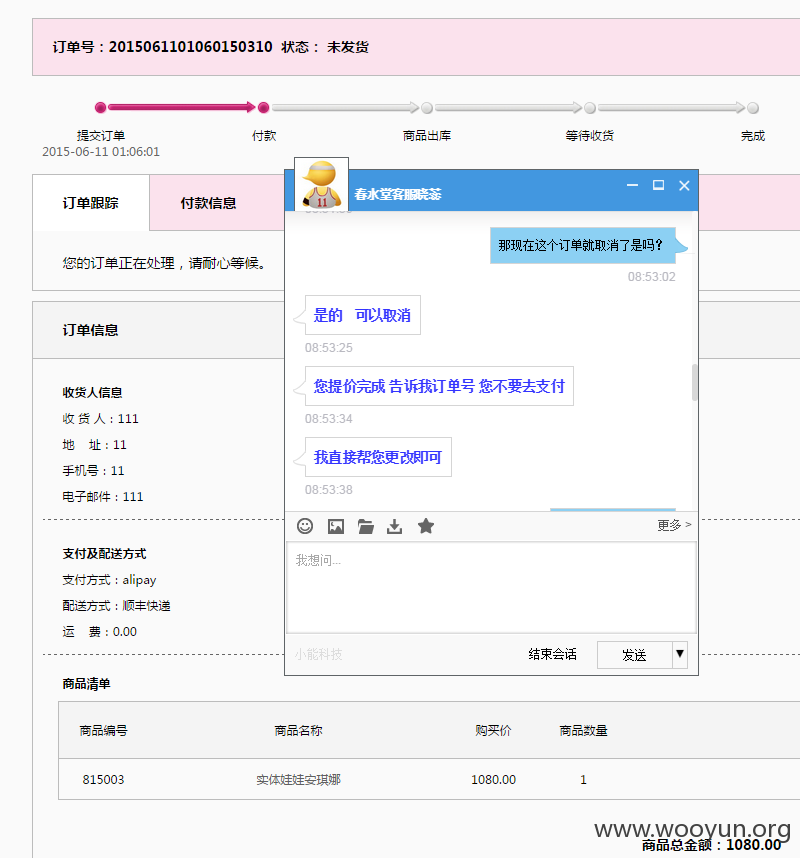 订单号：2015061101060150310 状态： 未发货
提交订单 付款 商品出库 等待收货 完成
2015-06-11 01:06:01
订单跟踪 付款信息
您的订单正在处理，请耐心等候。
订单信息
收货人信息
收 货 人：111
地 址：11
手机号：11
电子邮件：111
支付及配送方式
支付方式：alipay
配送方式：顺丰快递
运 费：0.00
商品清单
商品编号 商品名称 购买价 商品数量
815003 实体娃娃安琪娜 1080.00 1
商品总金额：1080.00
春水堂客服晓菍
那现在这个订单就取消了是吗？
08:53:02
是的 可以取消
08:53:25
您提价完成 告诉我订单号 您不要去支付
08:53:34
我直接帮您更改即可
08:53:38
更多 >
我想问...
小能科技 结束会话 发送
www.wooyun.org